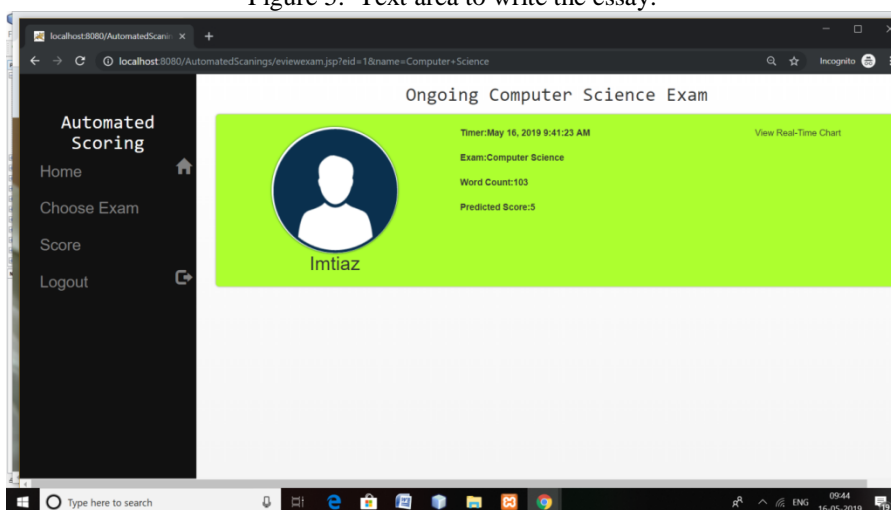 Figure 5: Text area to write the essay.
localhost:8080/AutomatedScanin
localhost:8080/AutomatedScanings/eviewexam.jsp?eid=1&name=Computer+Science
Incognito
Ongoing Computer Science Exam
Automated
Scoring
Home
Choose Exam
Score
Logout
Timer:May 16, 2019 9:41:23 AM
Exam:Computer Science
Word Count:103
Predicted Score:5
View Real-Time Chart
Imtiaz
Type here to search
ENG
09:44
16-05-2019